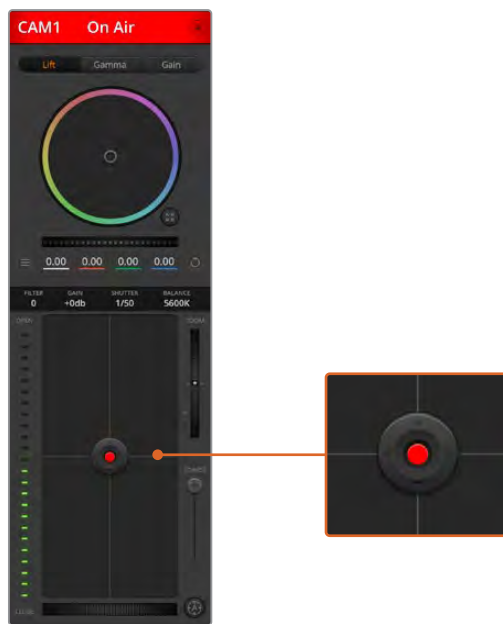 CAM1 On Air
Lift Gamma Gain
0.00 0.00 0.00 0.00
FILTER GAIN SHUTTER BALANCE
0 +0db 1/50 5600K
OPEN ZOOM
CLOSE